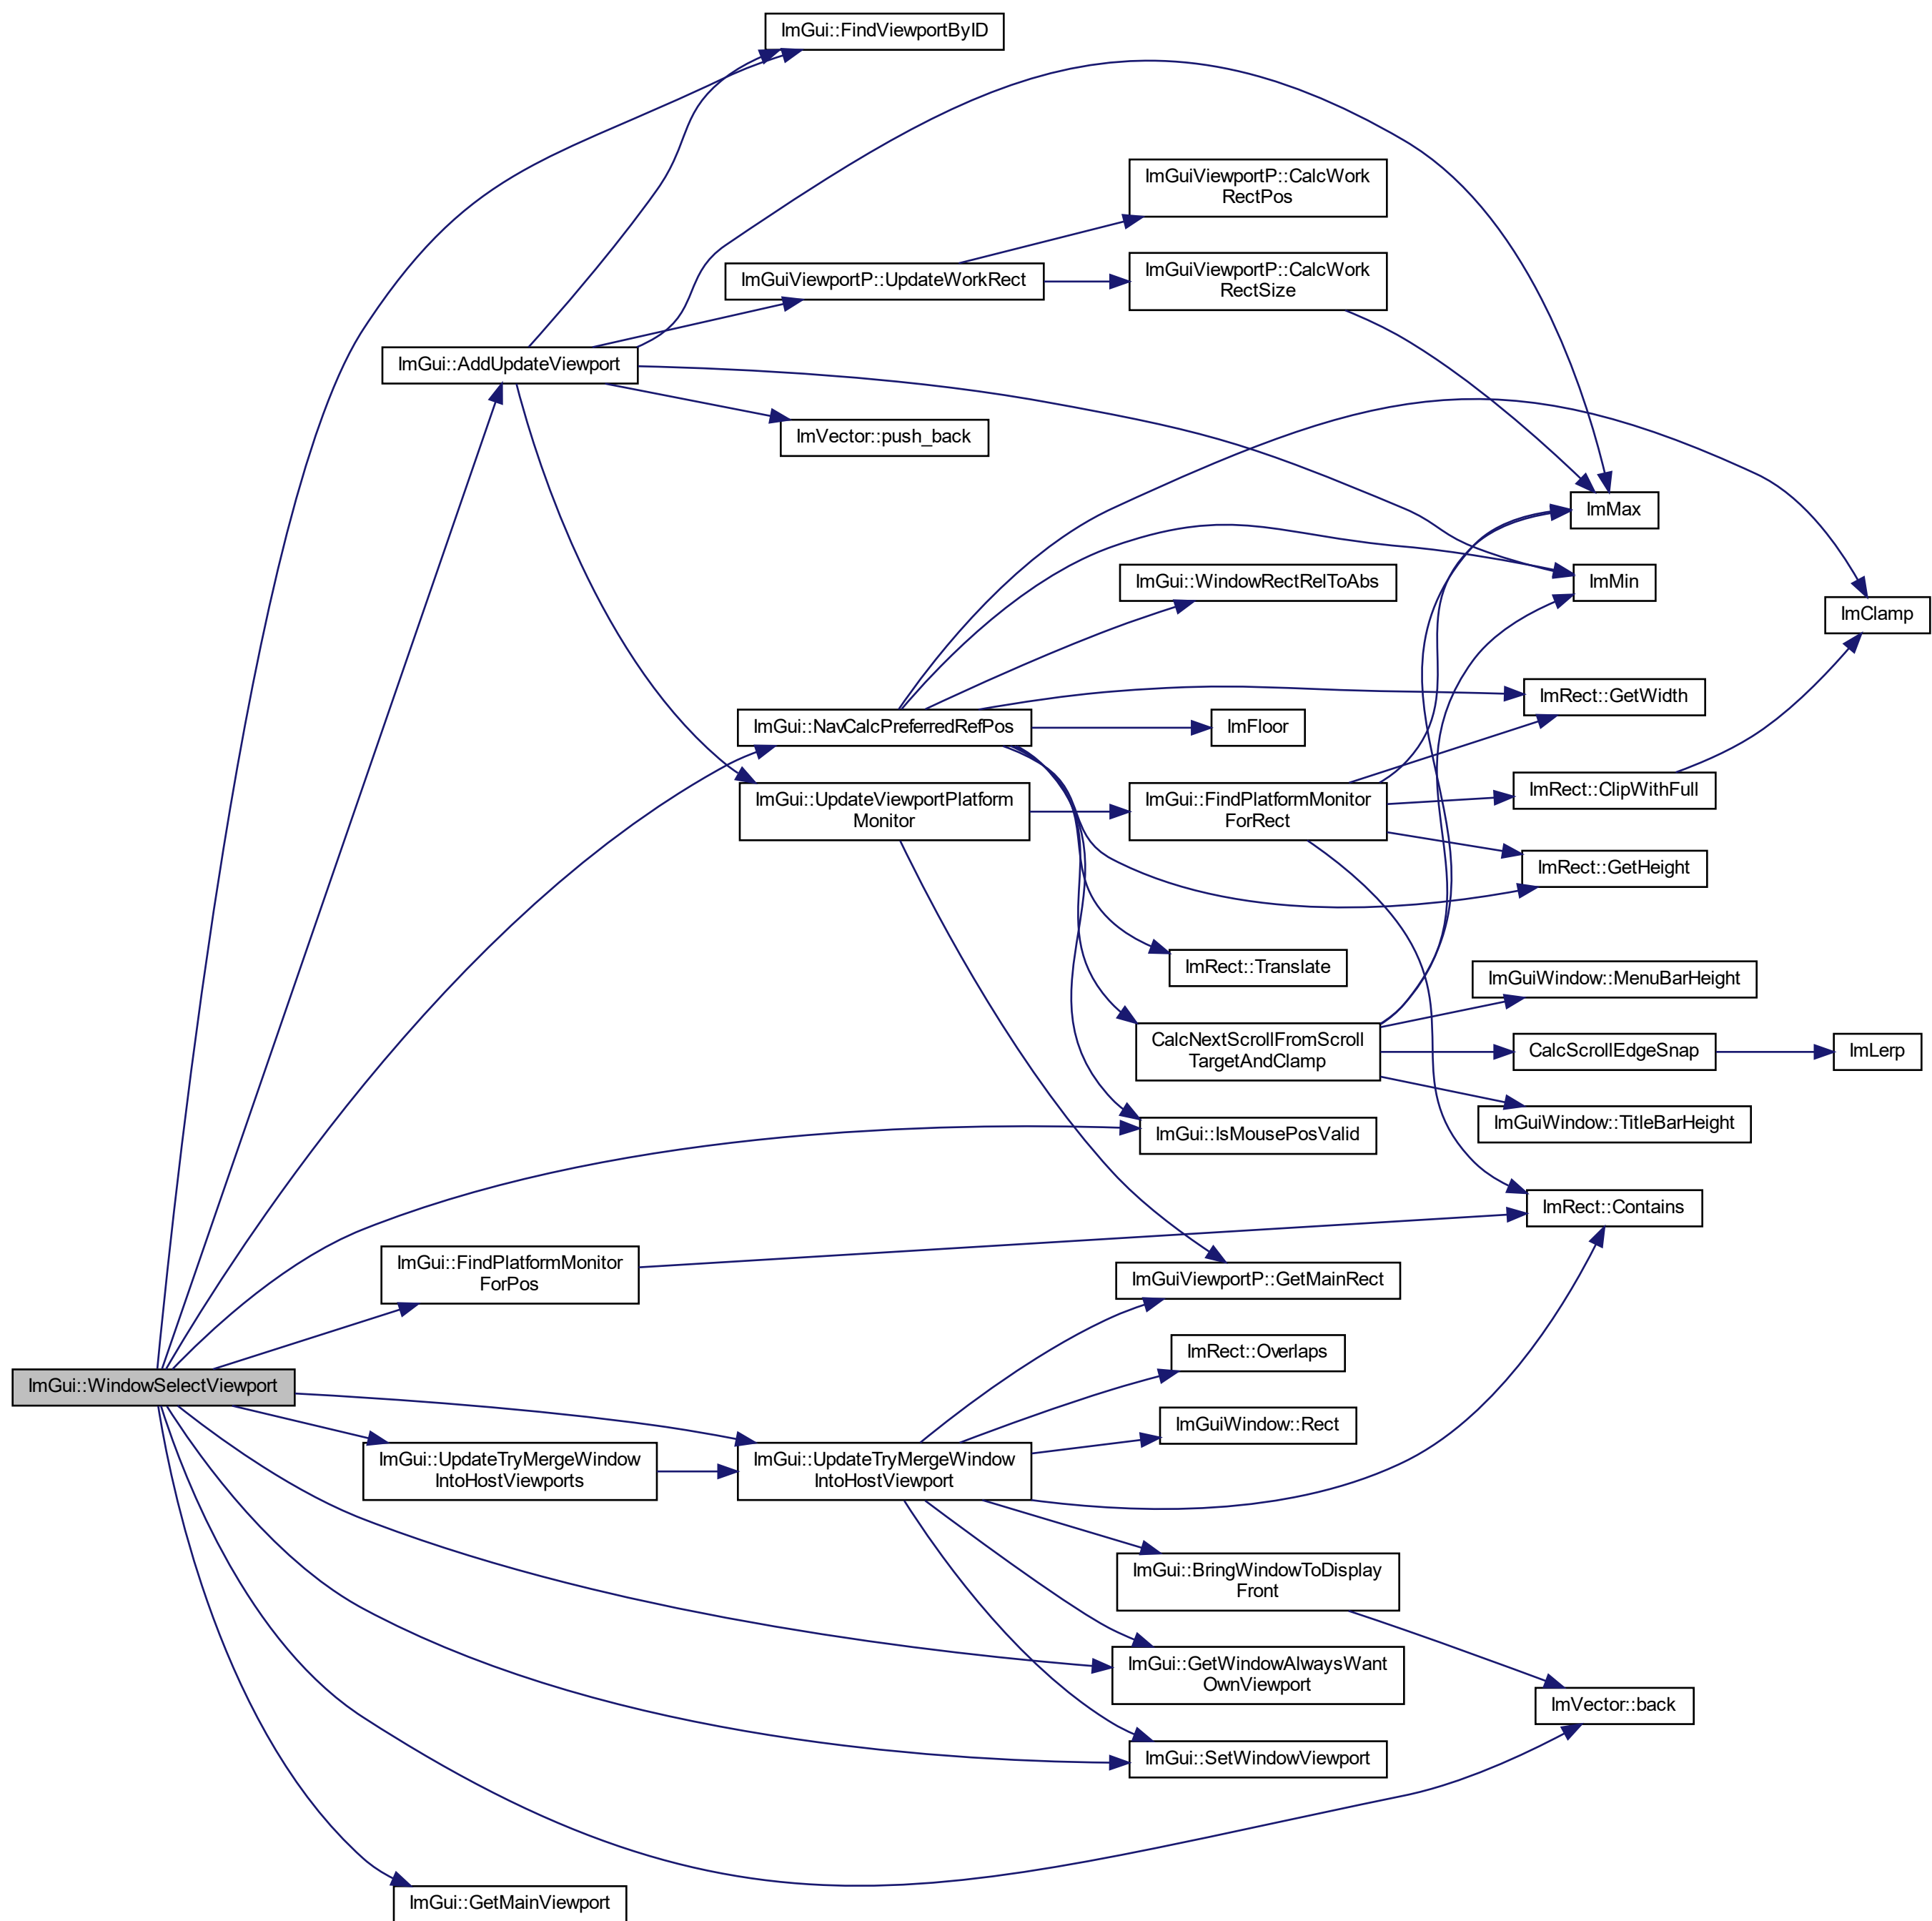 ImGui::FindViewportByID
ImGuiViewportP::CalcWork
RectPos
ImGuiViewportP::UpdateWorkRect
ImGuiViewportP::CalcWork
RectSize
ImGui::AddUpdateViewport
ImVector::push_back
ImMax
ImGui::WindowRectRelToAbs
ImMin
ImClamp
ImRect::GetWidth
ImGui::NavCalcPreferredRefPos
ImFloor
ImGui::UpdateViewportPlatform
Monitor
ImGui::FindPlatformMonitor
ForRect
ImRect::ClipWithFull
ImRect::GetHeight
ImRect::Translate
ImGuiWindow::MenuBarHeight
CalcNextScrollFromScroll
TargetAndClamp
CalcScrollEdgeSnap
ImLerp
ImGuiWindow::TitleBarHeight
ImGui::IsMousePosValid
ImRect::Contains
ImGui::FindPlatformMonitor
ForPos
ImGuiViewportP::GetMainRect
ImRect::Overlaps
ImGui::WindowSelectViewport
ImGuiWindow::Rect
ImGui::UpdateTryMergeWindow
IntoHostViewports
ImGui::UpdateTryMergeWindow
IntoHostViewport
ImGui::BringWindowToDisplay
Front
ImGui::GetWindowAlwaysWant
OwnViewport
ImVector::back
ImGui::SetWindowViewport
ImGui::GetMainViewport